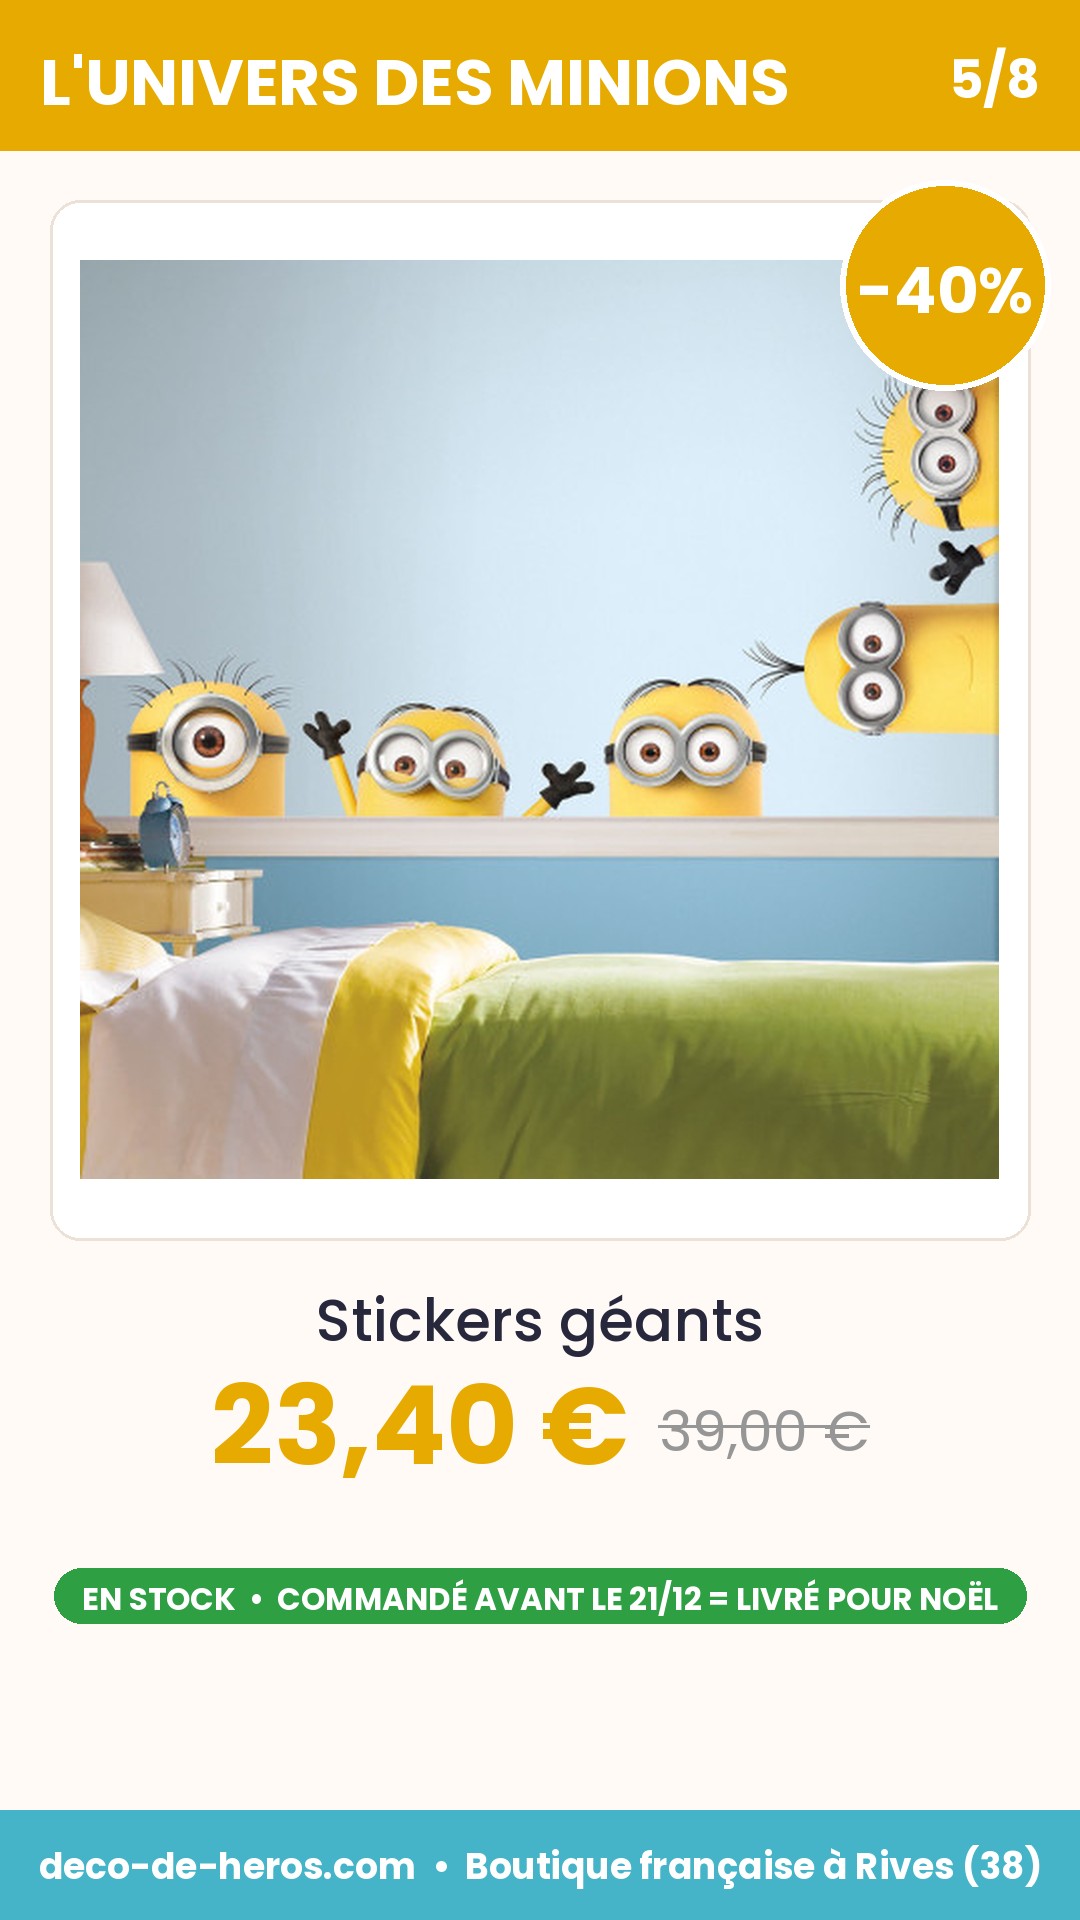 L'UNIVERS DES MINIONS 5/8
-40%
Stickers géants
23,40 € 39,00 €
EN STOCK • COMMANDÉ AVANT LE 21/12 = LIVRÉ POUR NOËL
deco-de-heros.com • Boutique française à Rives (38)